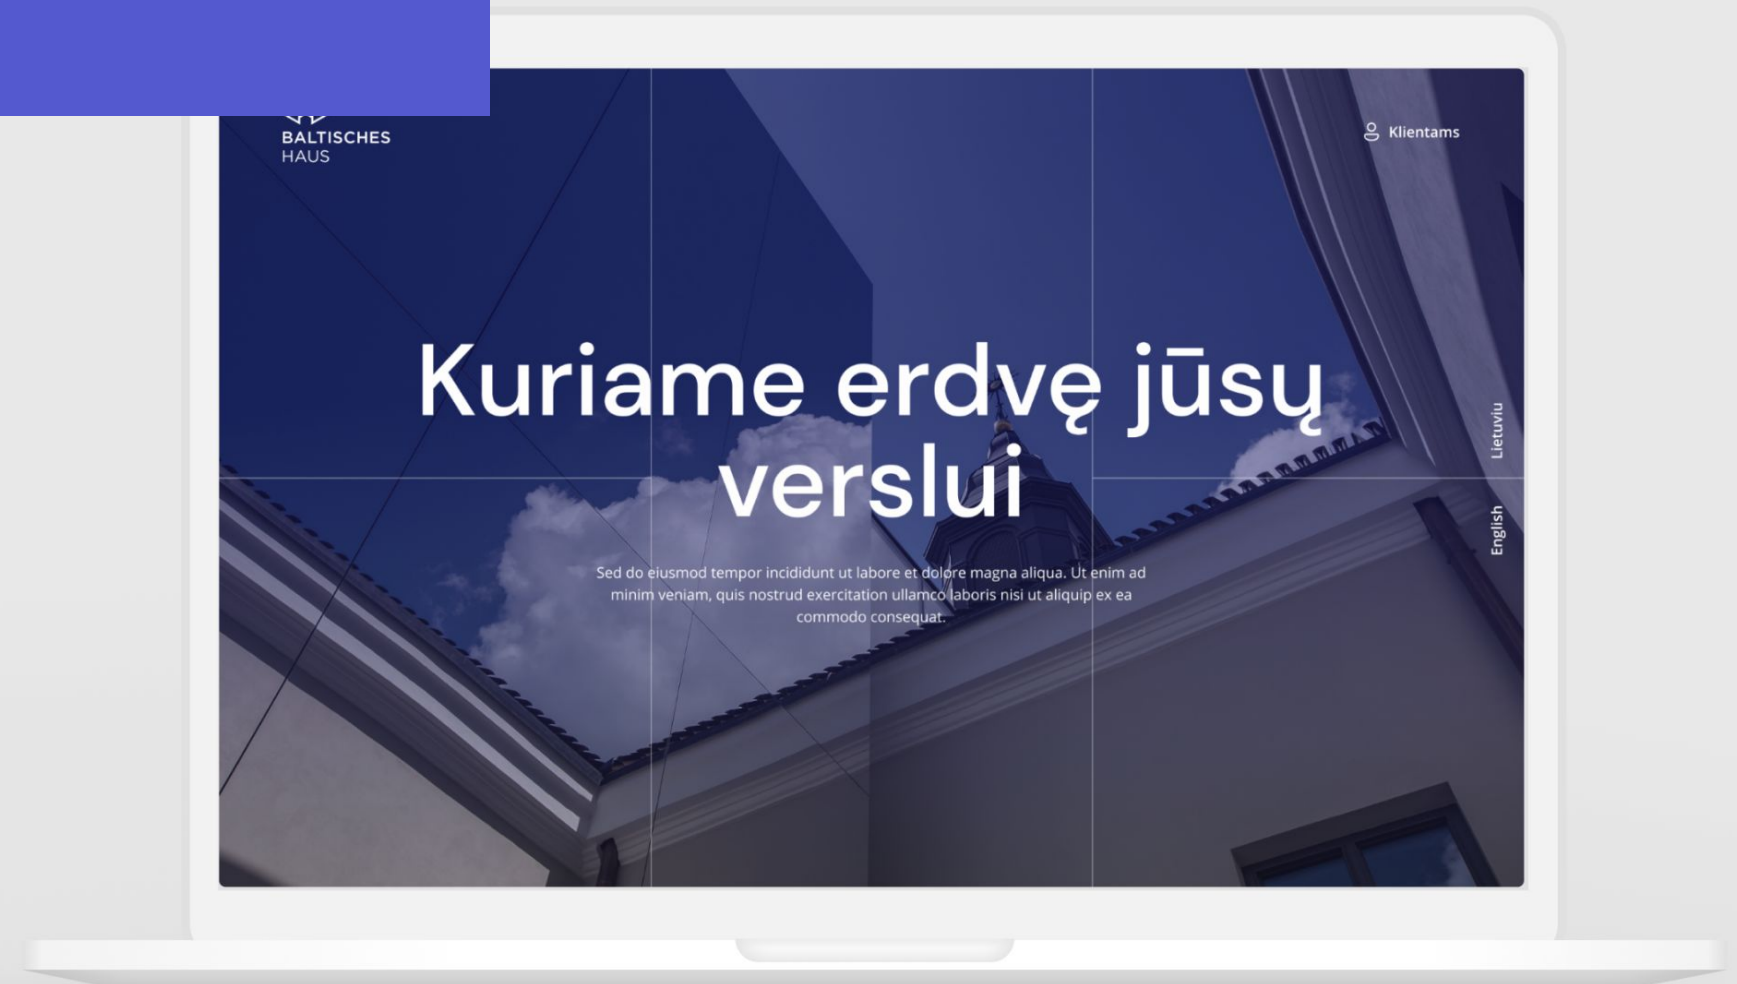 BALTISCHES
HAUS
Klientams
Kuriame erdvę jūsų
verslui
Sed do eiusmod tempor incididunt ut labore et dolore magna aliqua. Ut enim ad
minim veniam, quis nostrud exercitation ullamco laboris nisi ut aliquip ex ea
commodo consequat.
Lietuviu
English